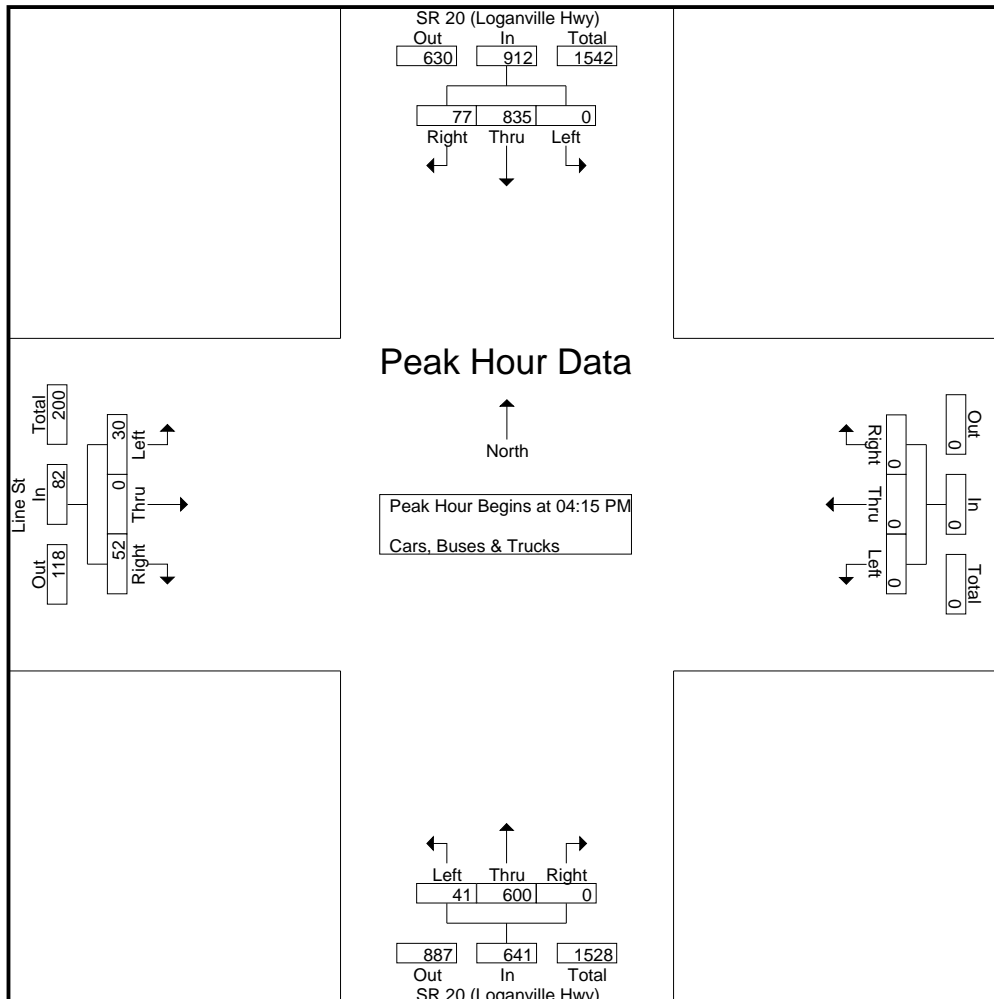 SR 20 (Loganville Hwy)
Out In Total
630 912 1542
77 835 0
Right Thru Left
Peak Hour Data
North
Peak Hour Begins at 04:15 PM
Cars, Buses & Trucks
Line St
Out In Total
118 82 200
Right Thru Left
52 0 30
Right Thru Left
0 0 0
Out In Total
0 0 0
Left Thru Right
41 600 0
887 641 1528
Out In Total
SR 20 (Loganville Hwy)